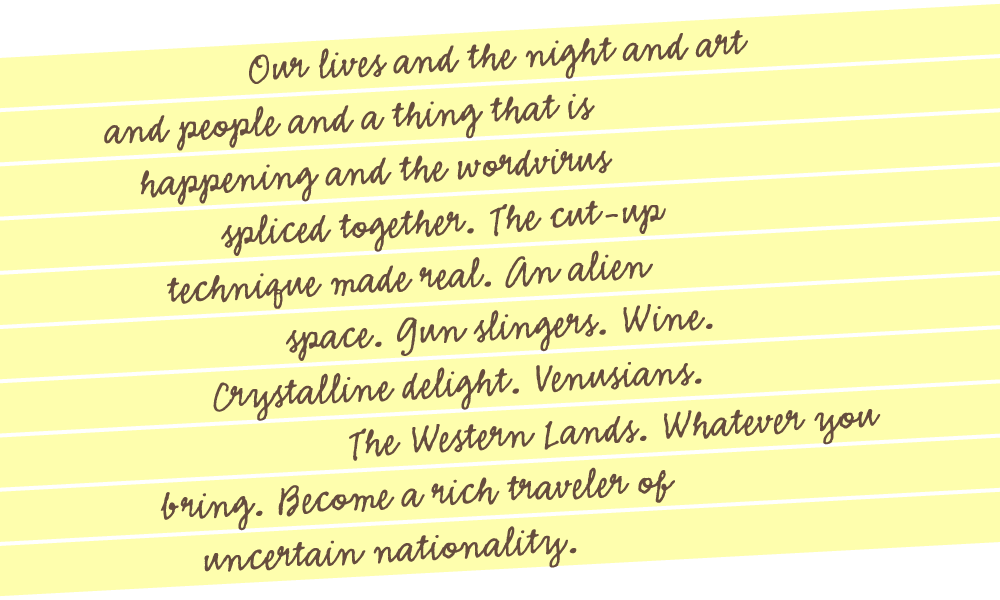 Our lives and the night and art
and people and a thing that is
happening and the wordvirus
spliced together. The cut-up
technique made real. An alien
space. Gun slingers. Wine.
Crystalline delight. Venusians.
The Western Lands. Whatever you
bring. Become a rich traveler of
uncertain nationality.